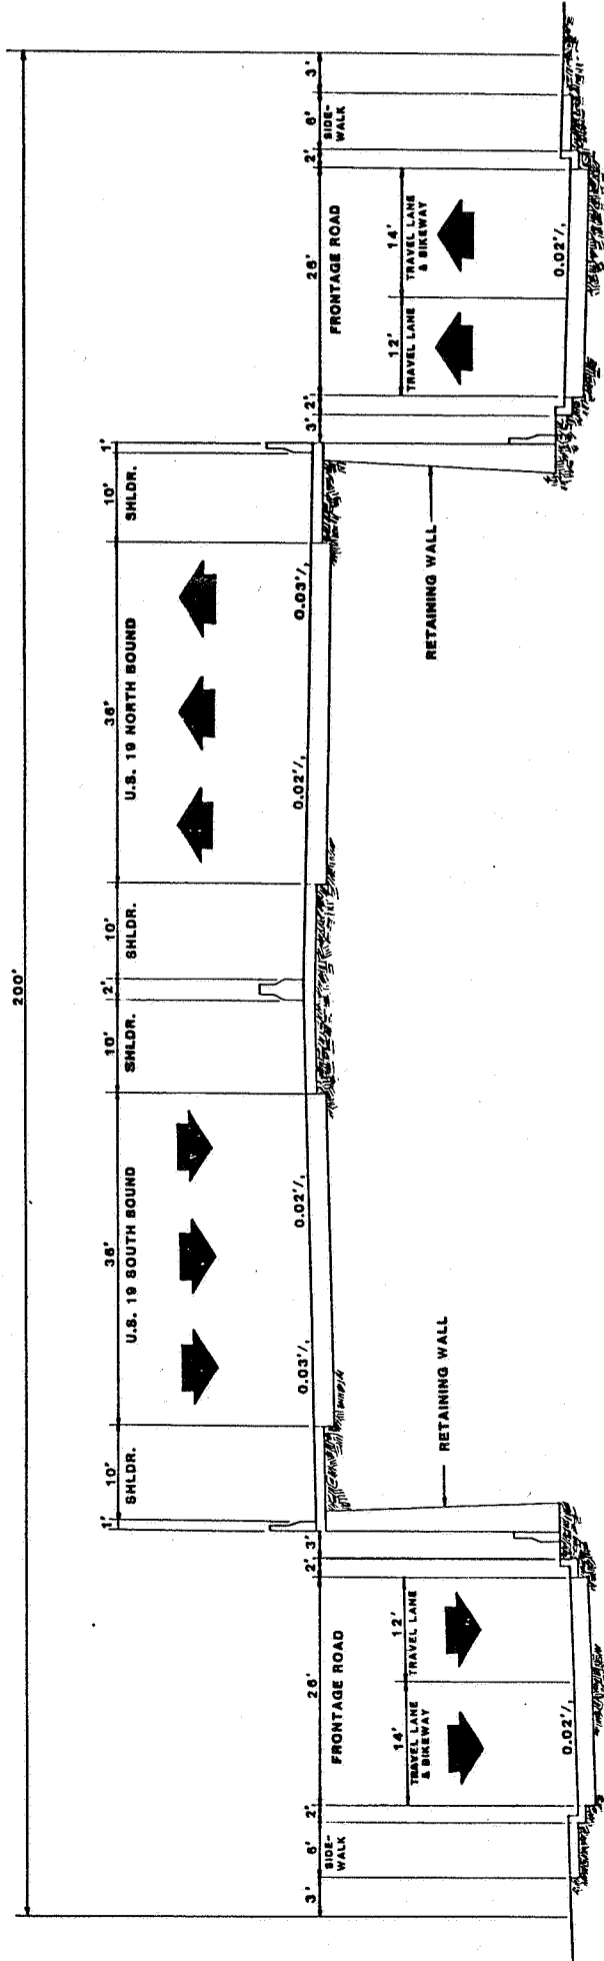 200'
1' 10' 36' 10' 2' 10' 36' 10' 1'
SHLDR. U.S. 19 SOUTH BOUND SHLDR. SHLDR. U.S. 19 NORTH BOUND SHLDR.
0.03'/, 0.02'/, 0.02'/, 0.03'/,
3' 6' 2' 26' 2' 3' 3' 2' 26' 2' 6' 3'
SIDE- SIDE-
WALK FRONTAGE ROAD FRONTAGE ROAD WALK
14' 12' 12' 14'
TRAVEL LANE TRAVEL LANE TRAVEL LANE TRAVEL LANE
& BIKEWAY & BIKEWAY
RETAINING WALL RETAINING WALL
0.02'/, 0.02'/,